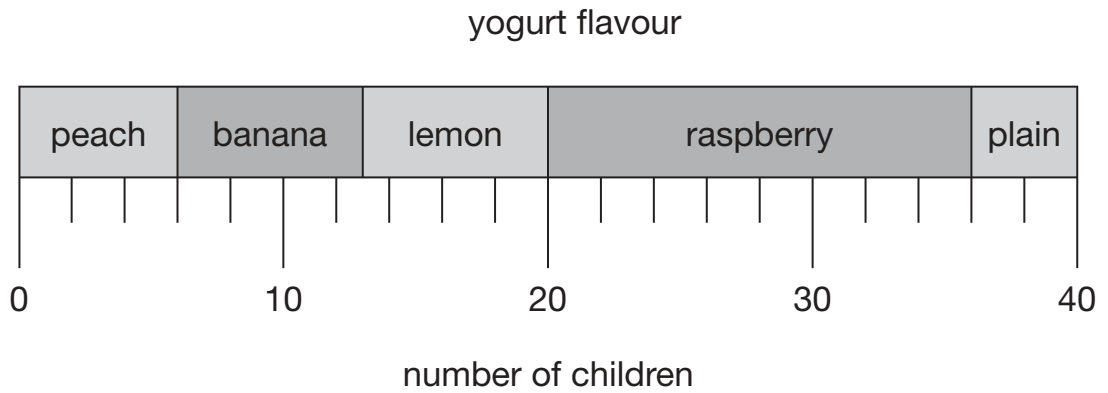 yogurt flavour
peach banana lemon raspberry plain
0 10 20 30 40
number of children